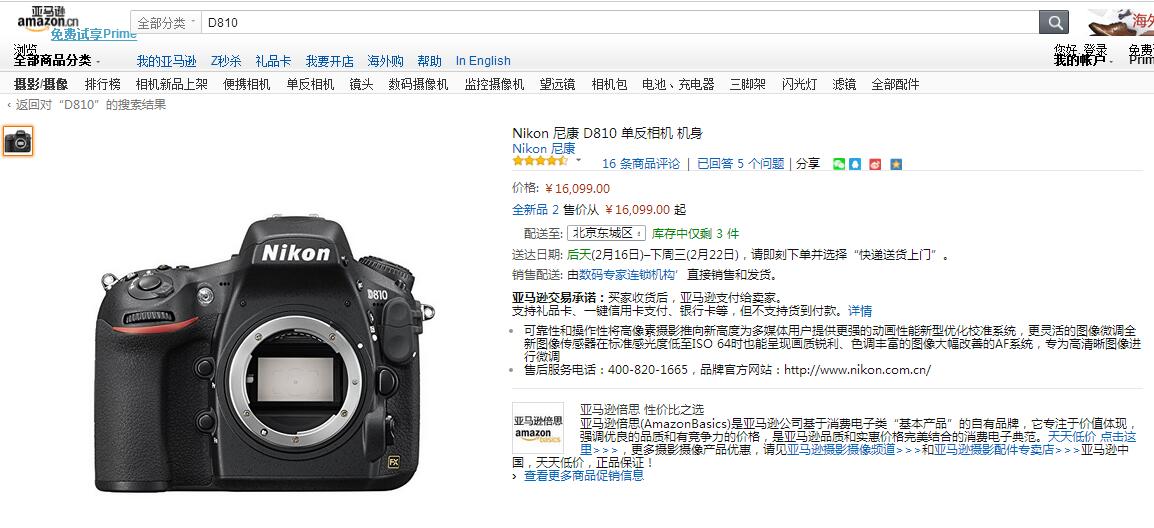 亚马逊
amazon.cn
免费试享Prime
全部分类
D810
海外
浏览
全部商品分类
我的亚马逊 Z秒杀 礼品卡 我要开店 海外购 帮助 In English
您好, 登录
我的帐户
免费
Prim
摄影/摄像 排行榜 相机新品上架 便携相机 单反相机 镜头 数码摄像机 监控摄像机 望远镜 相机包 电池、充电器 三脚架 闪光灯 滤镜 全部配件
‹ 返回对“D810”的搜索结果
Nikon 尼康 D810 单反相机 机身
Nikon 尼康
16 条商品评论 | 已回答 5 个问题 | 分享
价格: ￥16,099.00
全新品 2 售价从 ￥16,099.00 起
配送至: 北京东城区 库存中仅剩 3 件
送达日期: 后天(2月16日)–下周三(2月22日)，请即刻下单并选择“快递送货上门”。
销售配送: 由数码专家连锁机构’ 直接销售和发货。
亚马逊交易承诺：买家收货后，亚马逊支付给卖家。
支持礼品卡、一键信用卡支付、银行卡等，但不支持货到付款。详情
可靠性和操作性将高像素摄影推向新高度为多媒体用户提供更强的动画性能新型优化校准系统，更灵活的图像微调全
新图像传感器在标准感光度低至ISO 64时也能呈现画质锐利、色调丰富的图像大幅改善的AF系统，专为高清晰图像进
行微调
售后服务电话：400-820-1665，品牌官方网站：http://www.nikon.com.cn/
亚马逊倍思
amazon
basics
亚马逊倍思 性价比之选
亚马逊倍思(AmazonBasics)是亚马逊公司基于消费电子类“基本产品”的自有品牌，它专注于价值体现，
强调优良的品质和有竞争力的价格，是亚马逊品质和实惠价格完美结合的消费电子典范。天天低价 点击这
里>>>，更多摄影摄像产品优惠，请见亚马逊摄影摄像频道>>>和亚马逊摄影配件专卖店>>>亚马逊中
国，天天低价，正品保证！
› 查看更多商品促销信息
Nikon
D810
FX